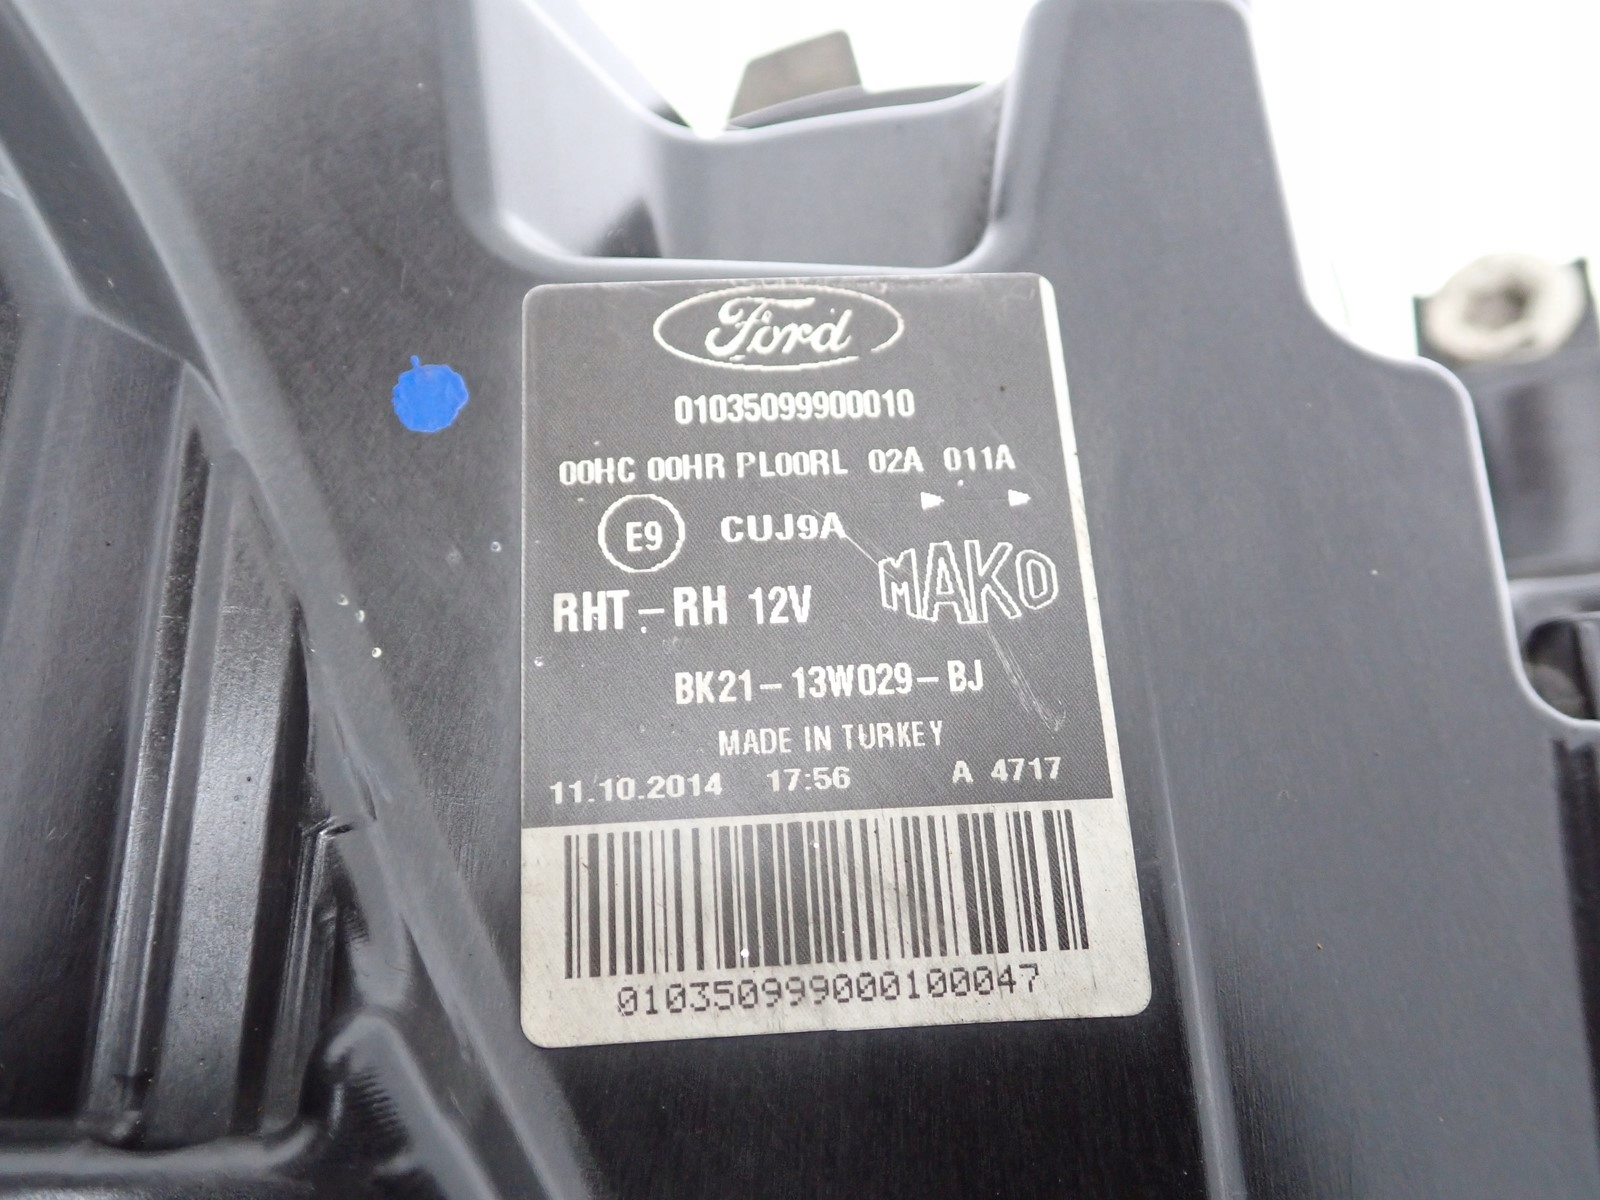 Ford
01035099900010
00HC 00HR PL00RL 02A 011A
E9 CUJ9A
MAKO
RHT-RH 12V
BK21-13W029-BJ
MADE IN TURKEY
11.10.2014 17:56 A 4717
010350999000100047